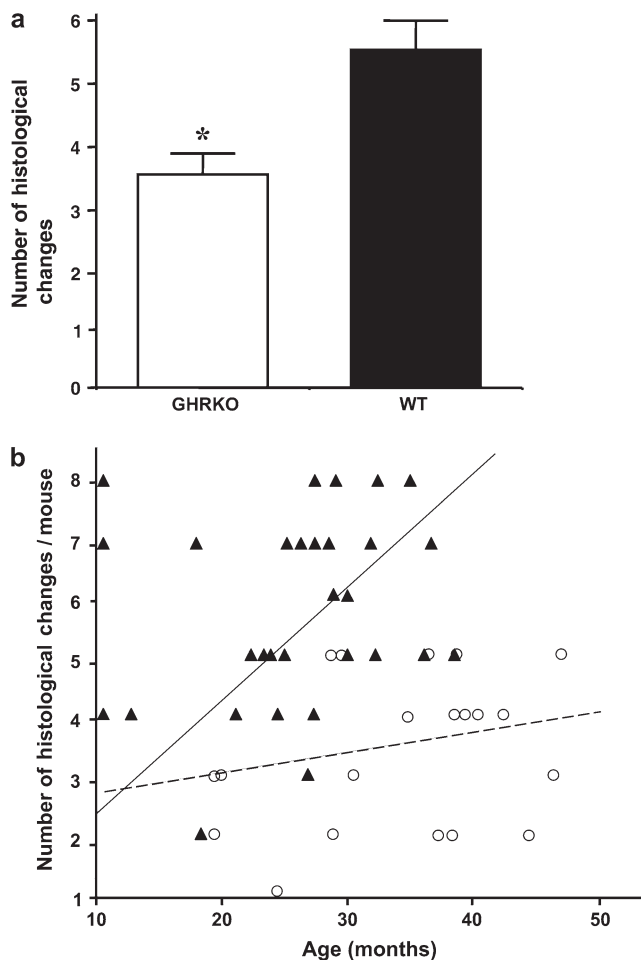 a
Number of histological
changes
6
5
4
3
2
1
0
*
GHRKO
WT
b
Number of histological changes / mouse
8
7
6
5
4
3
2
1
10
20
30
40
50
Age (months)